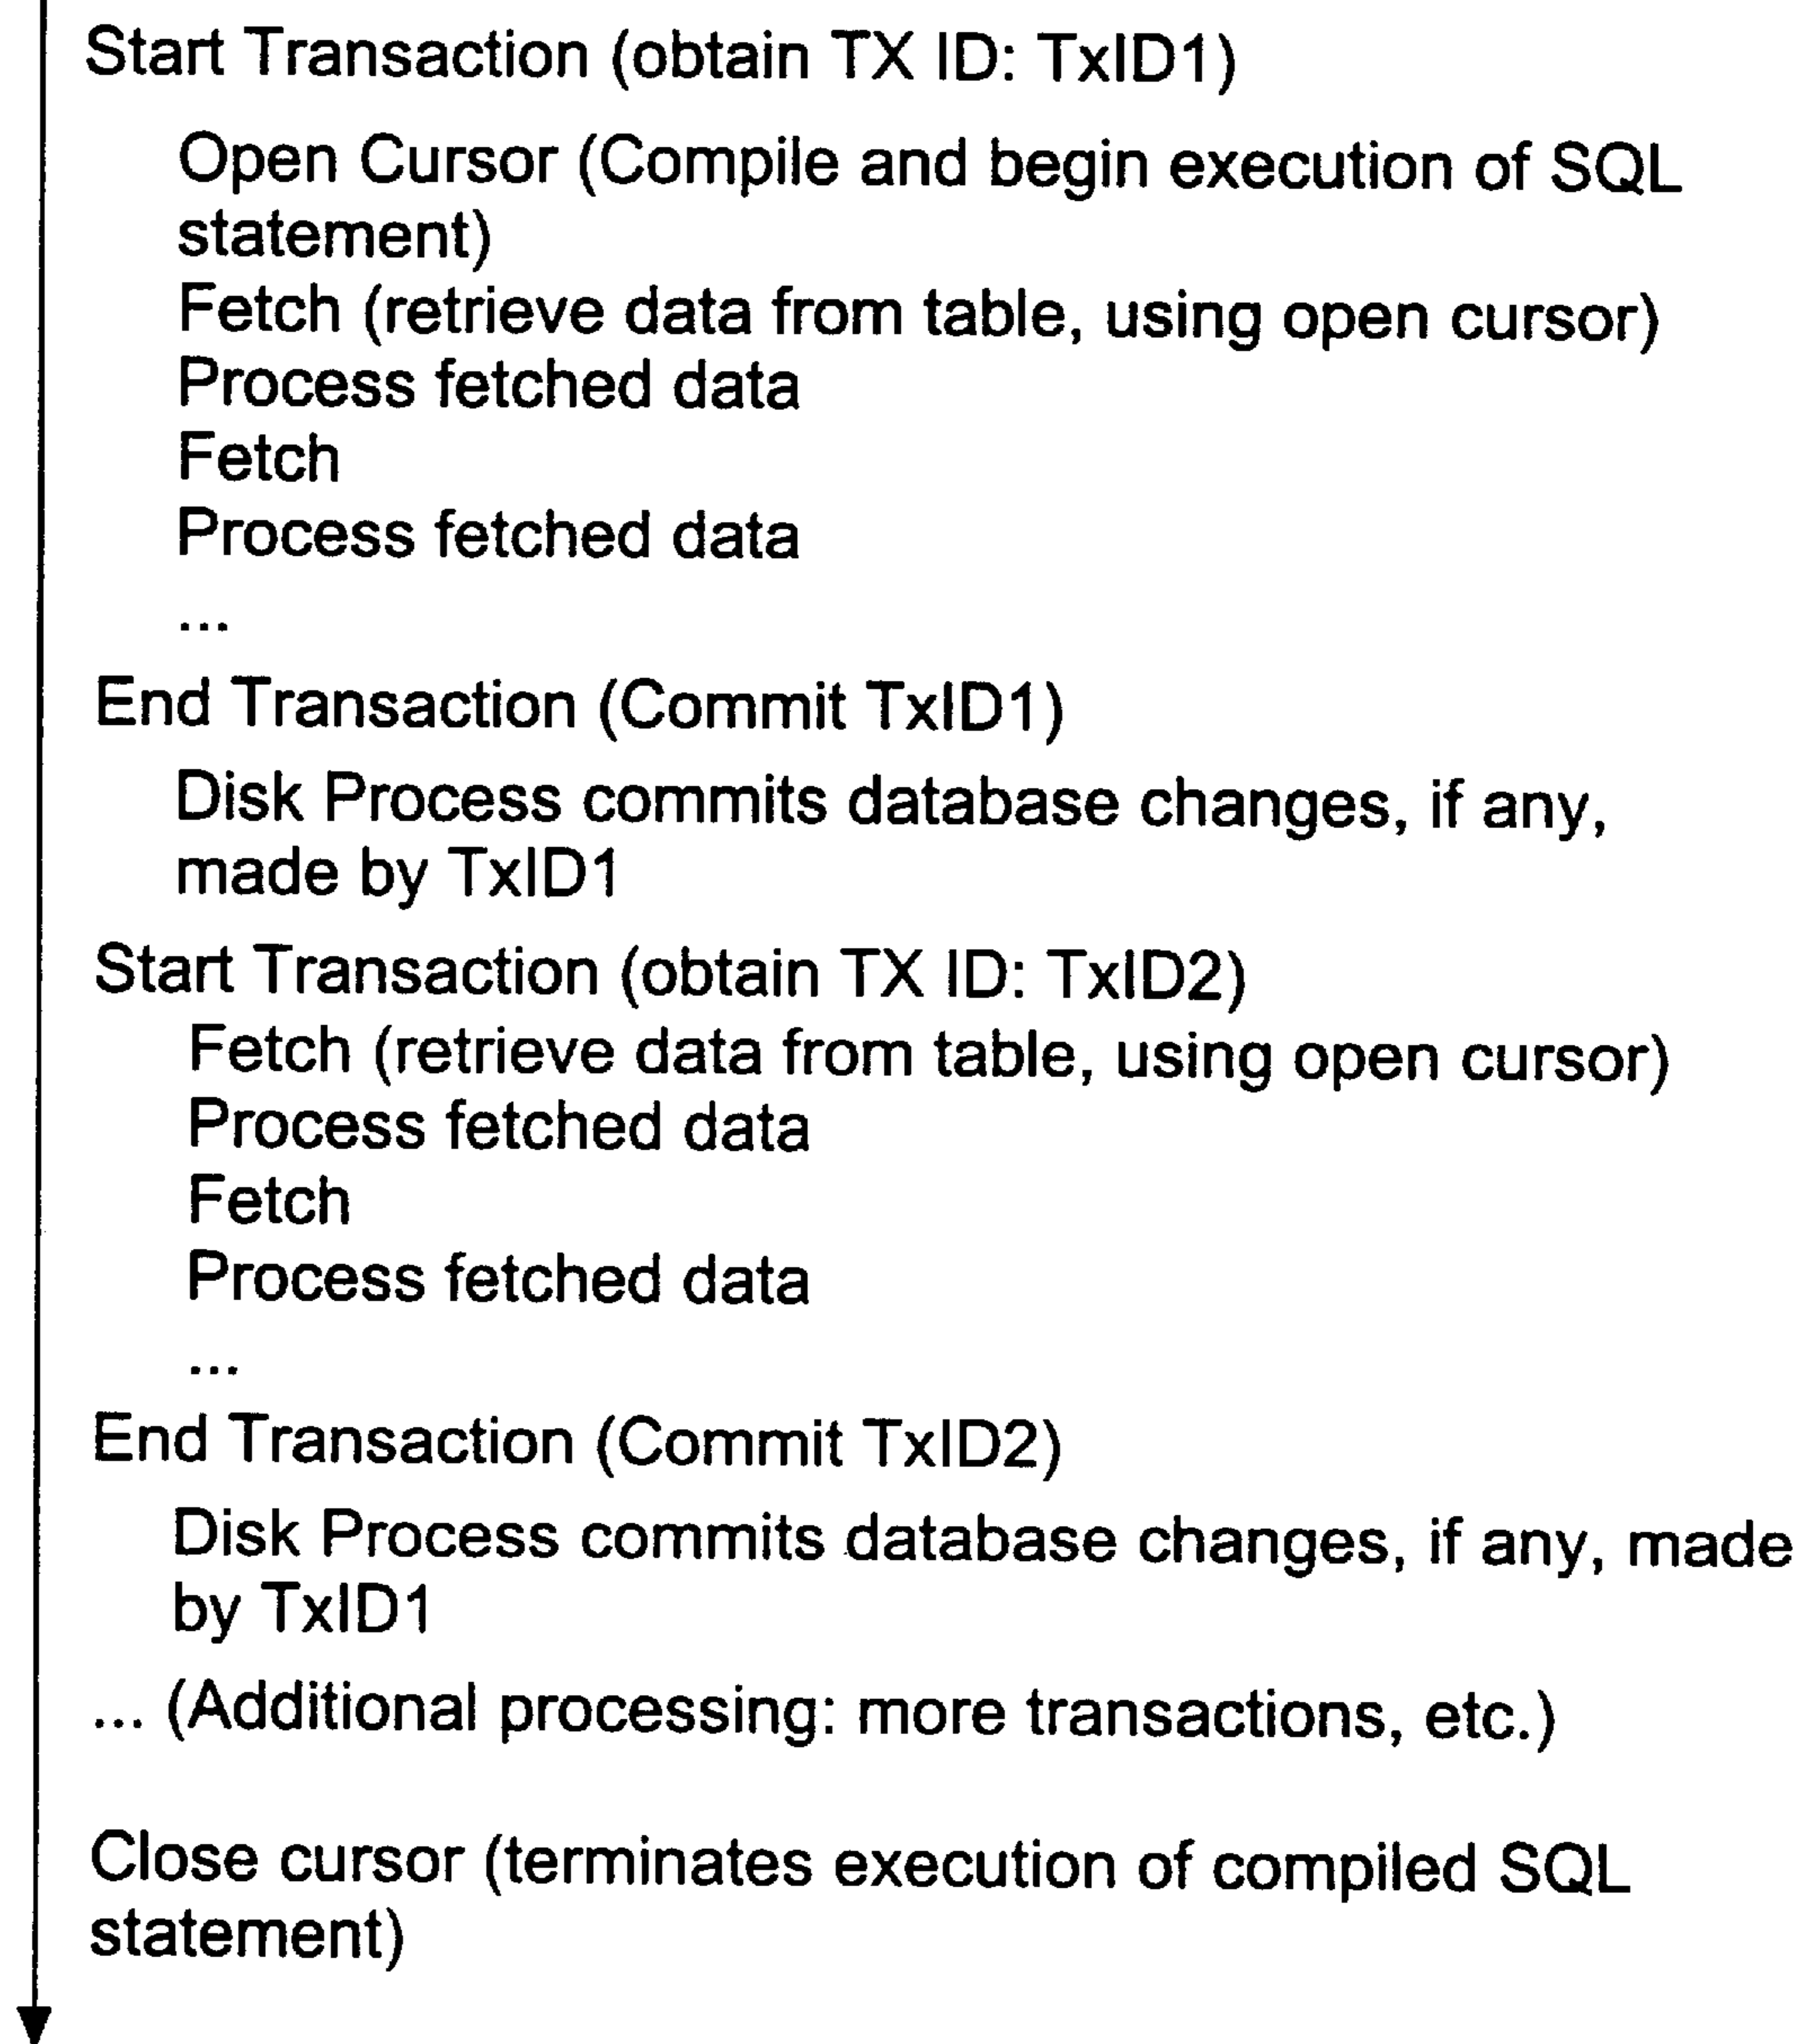 Start Transaction (obtain TX ID: TxID1)
Open Cursor (Compile and begin execution of SQL
statement)
Fetch (retrieve data from table, using open cursor)
Process fetched data
Fetch
Process fetched data
...
End Transaction (Commit TxID1)
Disk Process commits database changes, if any,
made by TxID1
Start Transaction (obtain TX ID: TxID2)
Fetch (retrieve data from table, using open cursor)
Process fetched data
Fetch
Process fetched data
...
End Transaction (Commit TxID2)
Disk Process commits database changes, if any, made
by TxID1
... (Additional processing: more transactions, etc.)
Close cursor (terminates execution of compiled SQL
statement)